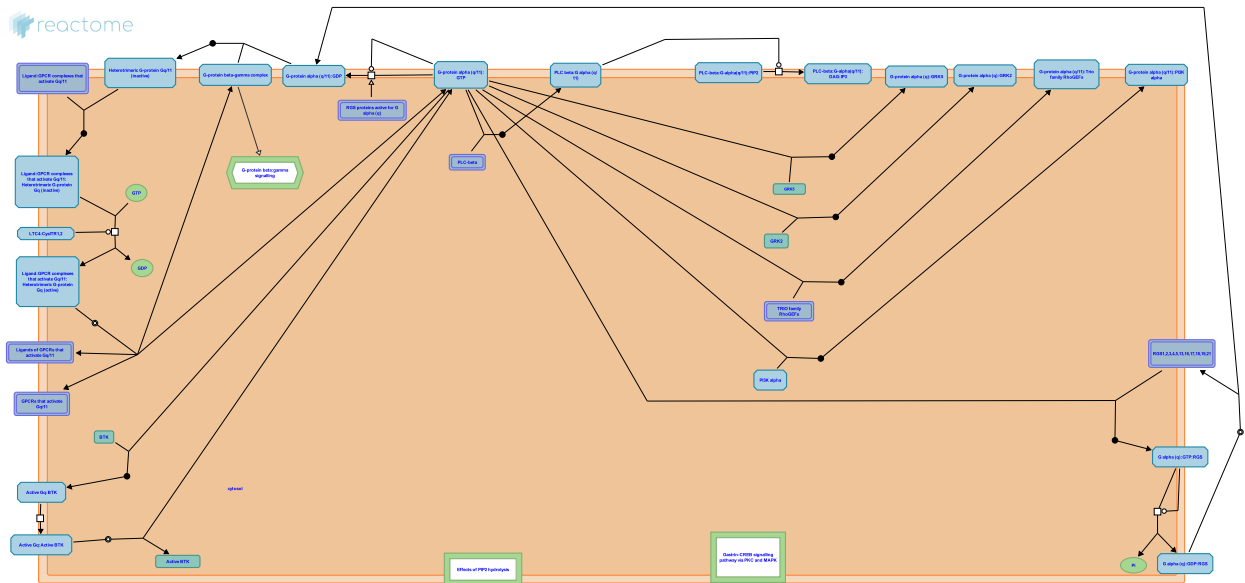 reactome
Ligand:GPCR complexes that
activate Gq/11
Heterotrimeric G-protein Gq/11
(inactive)
G-protein beta-gamma complex
G-protein alpha (q/11):GDP
G-protein alpha (q/11):
GTP
PLC beta:G alpha (q/
11)
PLC-beta:G-alpha(q/11):PIP2
PLC-beta:G-alpha(q/11):
DAG:IP3
G-protein alpha (q):GRK5
G-protein alpha (q):GRK2
G-protein alpha (q/11):Trio
family RhoGEFs
G-protein alpha (q/11):PI3K
alpha
RGS proteins active for G
alpha (q)
PLC-beta
G-protein beta:gamma
signalling
Ligand:GPCR complexes
that activate Gq/11:
Heterotrimeric G-protein
Gq (inactive)
GTP
LTC4:CysLTR1,2
GDP
Ligand:GPCR complexes
that activate Gq/11:
Heterotrimeric G-protein
Gq (active)
GRK5
GRK2
TRIO family
RhoGEFs
Ligands of GPCRs that
activate Gq/11
GPCRs that activate
Gq/11
PI3K alpha
RGS1,2,3,4,5,13,16,17,18,19,21
BTK
Active Gq:BTK
cytosol
G alpha (q):GTP:RGS
Active Gq:Active BTK
Active BTK
Effects of PIP2 hydrolysis
Gastrin-CREB signalling
pathway via PKC and MAPK
Pi
G alpha (q):GDP:RGS